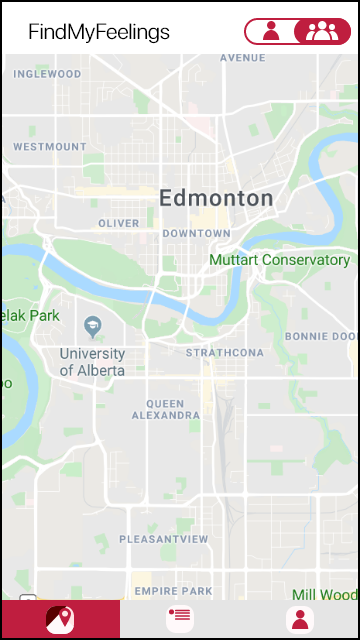 FindMyFeelings
AVENUE
INGLEWOOD
WESTMOUNT
Edmonton
OLIVER
DOWNTOWN
Muttart Conservatory
elak Park
University
of Alberta
BONNIE DOO
STRATHCONA
oo
QUEEN
ALEXANDRA
PLEASANTVIEW
EMPIRE PARK
Mill Wood